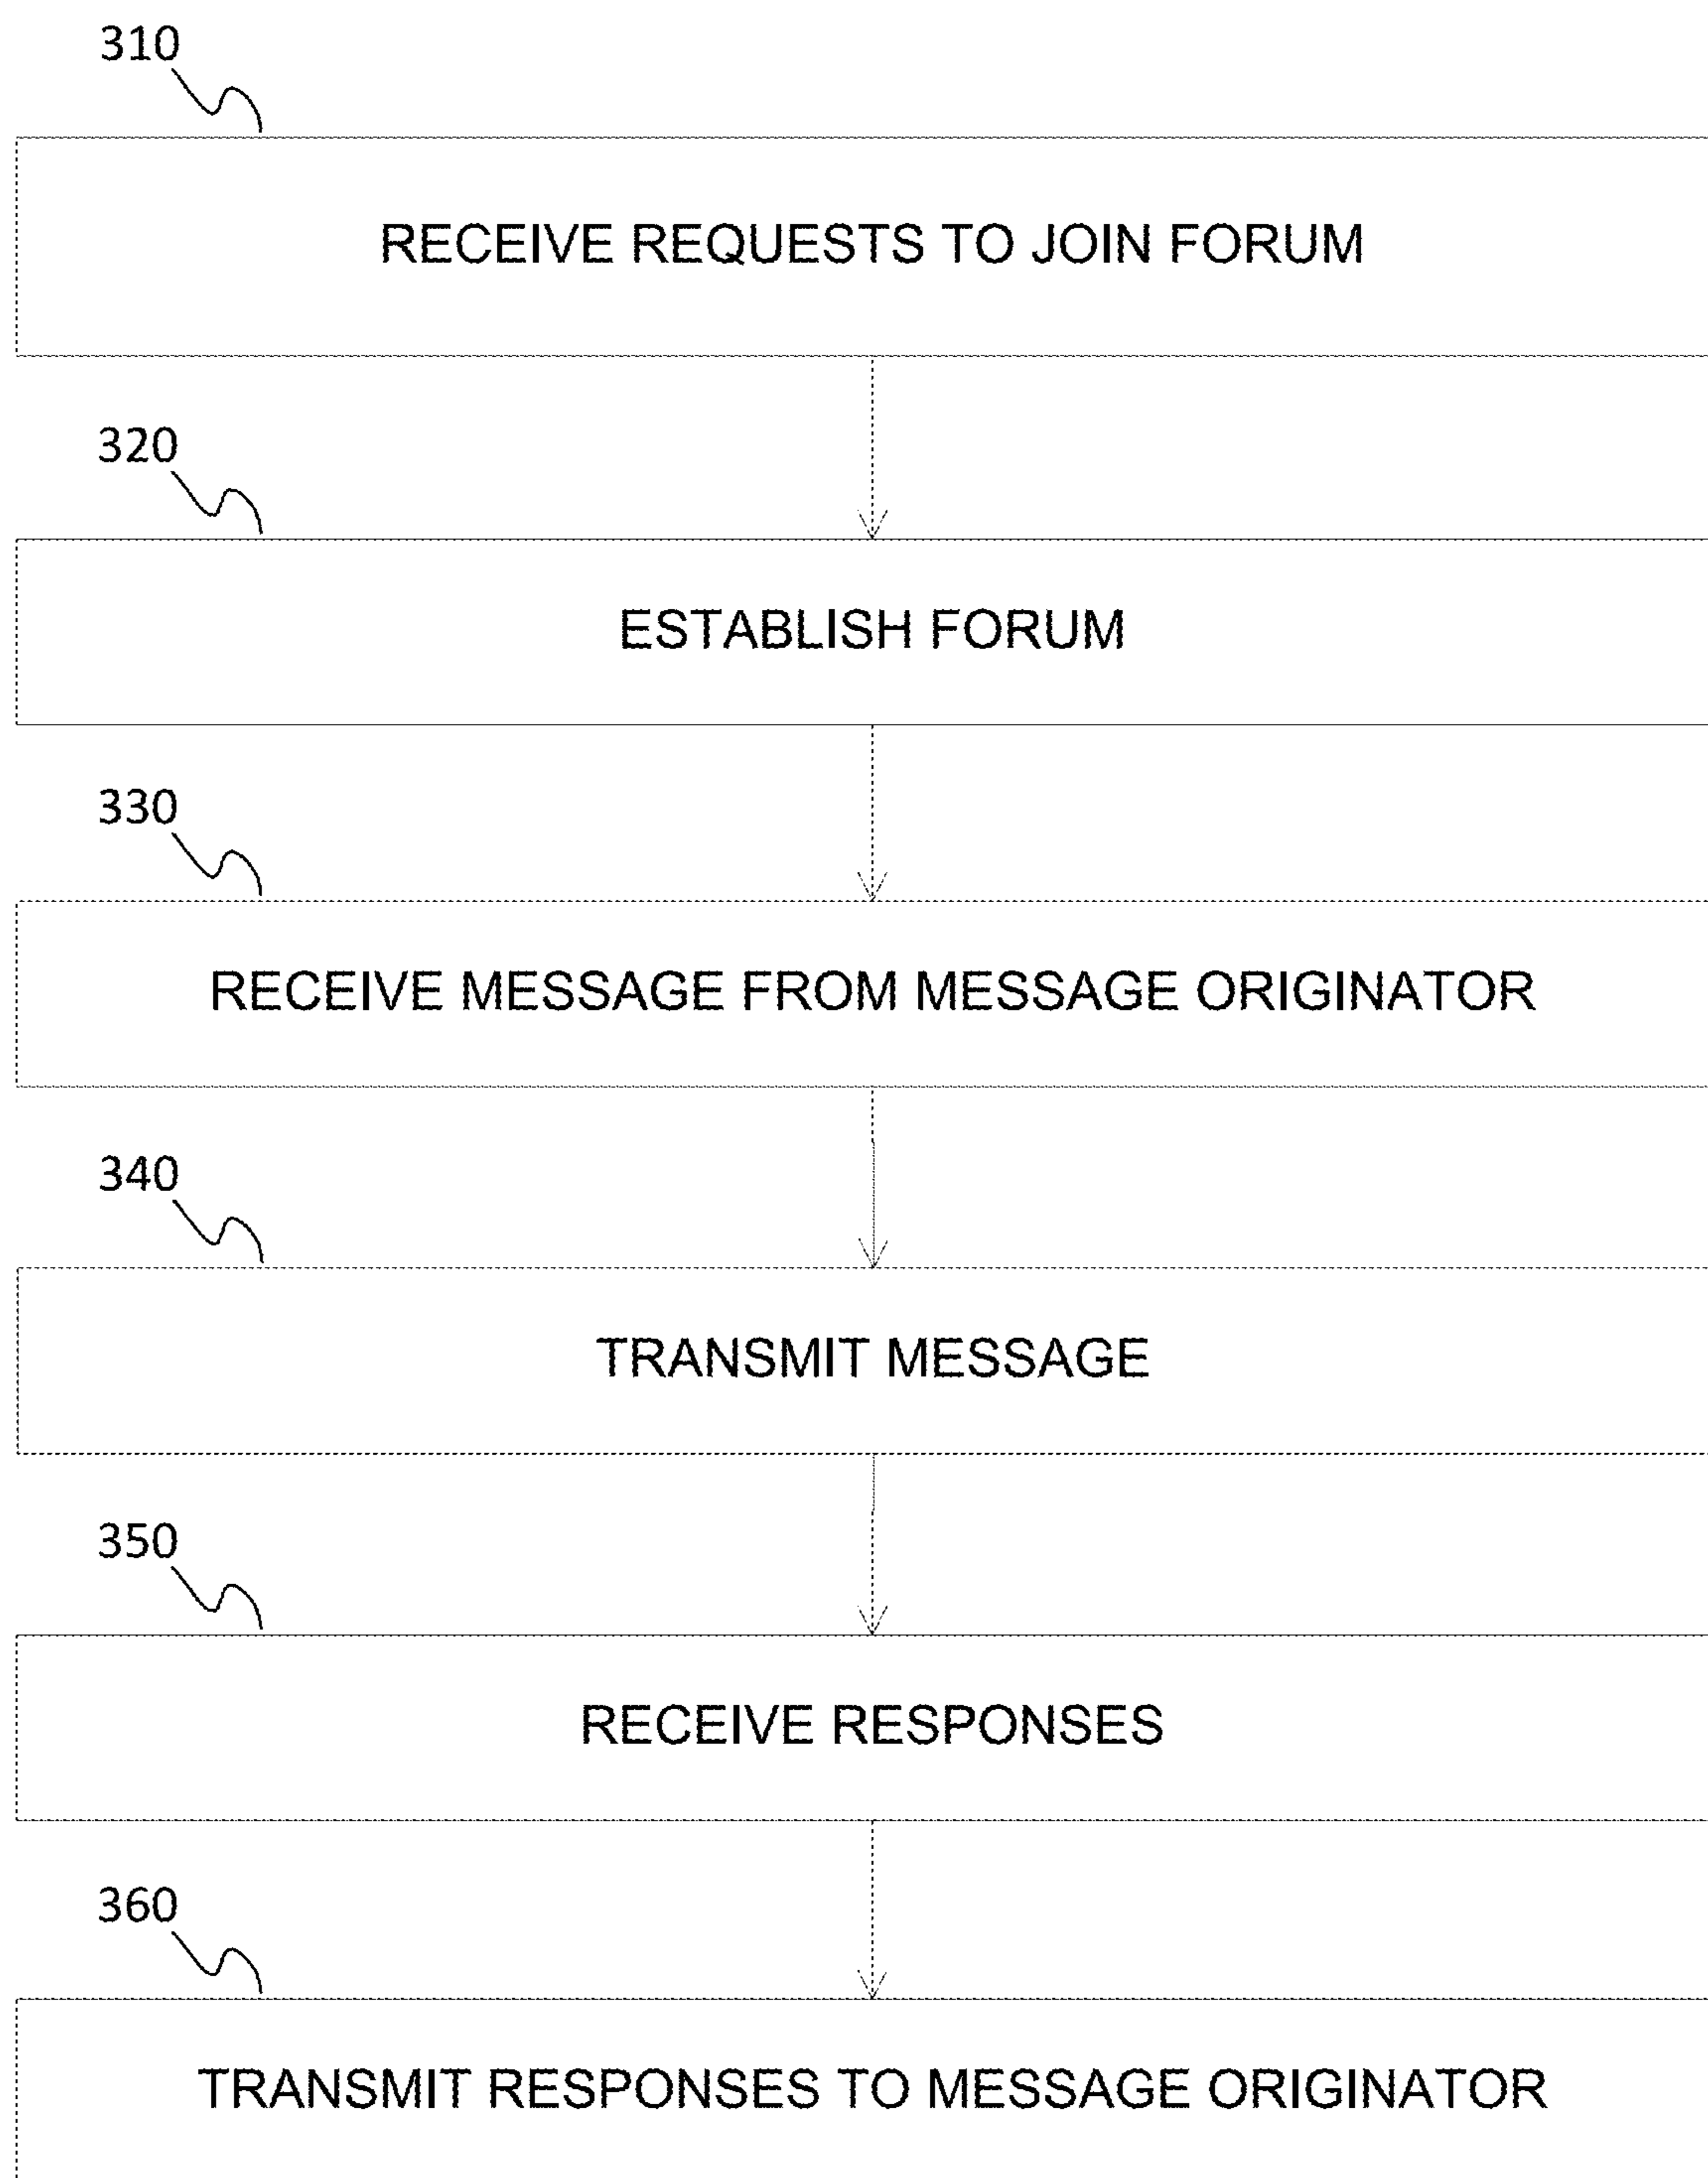 310
RECEIVE REQUESTS TO JOIN FORUM
320
ESTABLISH FORUM
330
RECEIVE MESSAGE FROM MESSAGE ORIGINATOR
340
TRANSMIT MESSAGE
350
RECEIVE RESPONSES
360
TRANSMIT RESPONSES TO MESSAGE ORIGINATOR